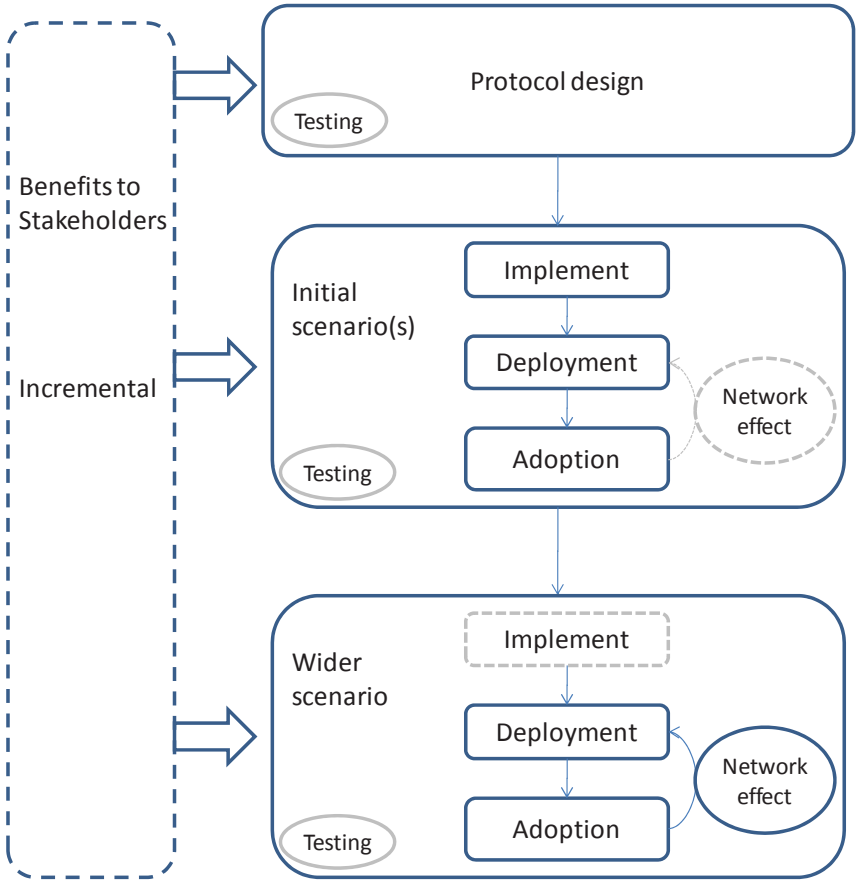 Protocol design
Testing
Benefits to
Stakeholders
Incremental
Initial
scenario(s)
Implement
Deployment
Adoption
Network
effect
Testing
Wider
scenario
Implement
Deployment
Adoption
Network
effect
Testing